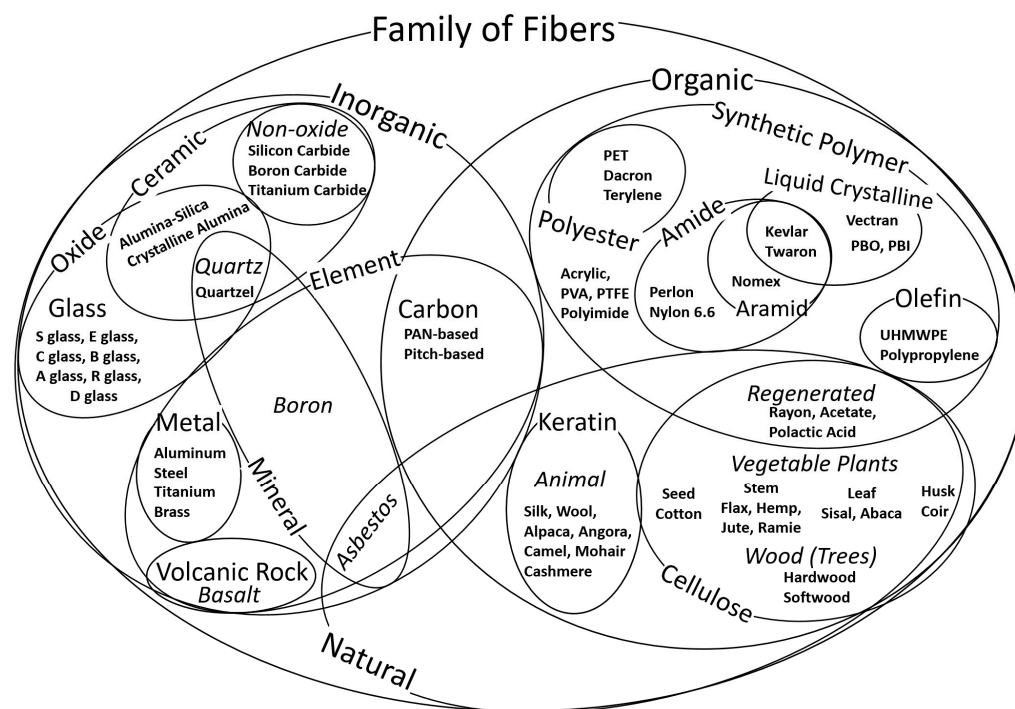 Family of Fibers
Inorganic
Organic
Ceramic
Non-oxide
Silicon Carbide
Boron Carbide
Titanium Carbide
Oxide
Alumina-Silica
Crystalline Alumina
Quartz
Quartzel
Glass
S glass, E glass,
C glass, B glass,
A glass, R glass,
D glass
Element
Carbon
PAN-based
Pitch-based
Boron
Metal
Aluminum
Steel
Titanium
Brass
Mineral
Asbestos
Volcanic Rock
Basalt
Natural
Synthetic Polymer
PET
Dacron
Terylene
Polyester
Acrylic,
PVA, PTFE
Polyimide
Amide
Perlon
Nylon 6.6
Liquid Crystalline
Kevlar
Twaron
Vectran
PBO, PBI
Nomex
Aramid
Olefin
UHMWPE
Polypropylene
Keratin
Animal
Silk, Wool,
Alpaca, Angora,
Camel, Mohair
Cashmere
Regenerated
Rayon, Acetate,
Polactic Acid
Vegetable Plants
Seed
Cotton
Stem
Flax, Hemp,
Jute, Ramie
Leaf
Sisal, Abaca
Husk
Coir
Wood (Trees)
Hardwood
Softwood
Cellulose